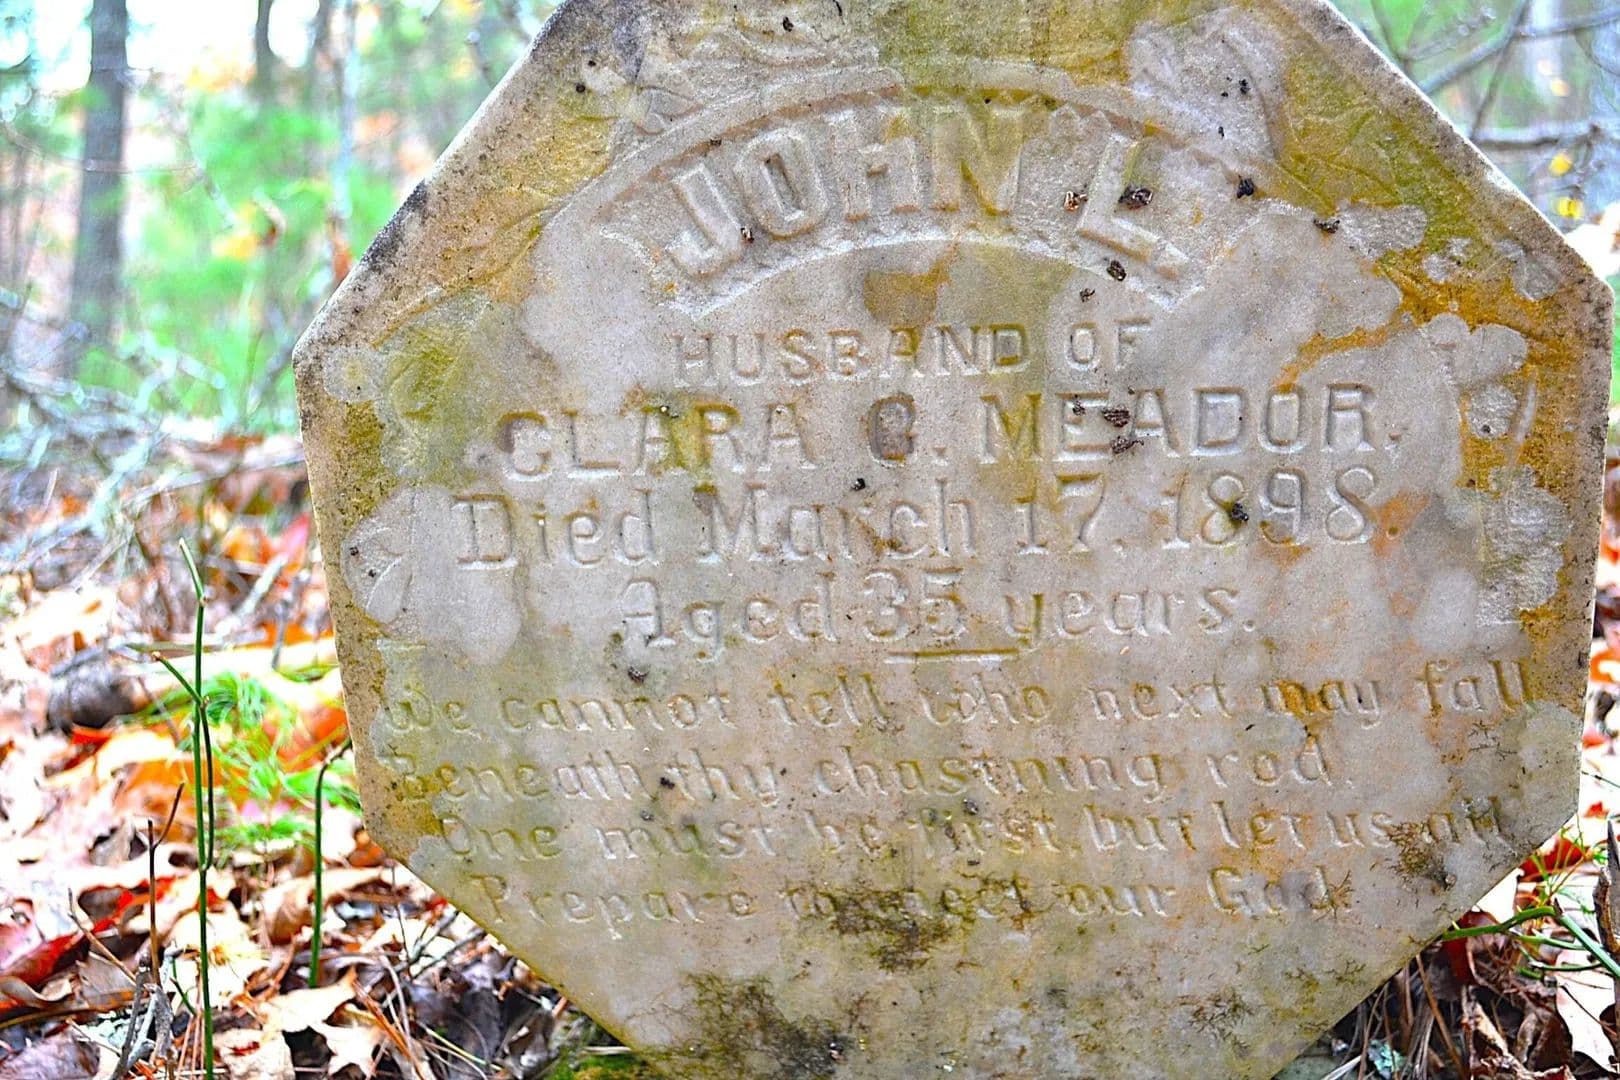 JOHN L.
HUSBAND OF
CLARA G. MEADOR,
Died March 17, 1898.
Aged 35 years.
We cannot tell who next may fall
Beneath thy chastning rod.
One must be first, but let us all
Prepare to meet our God.